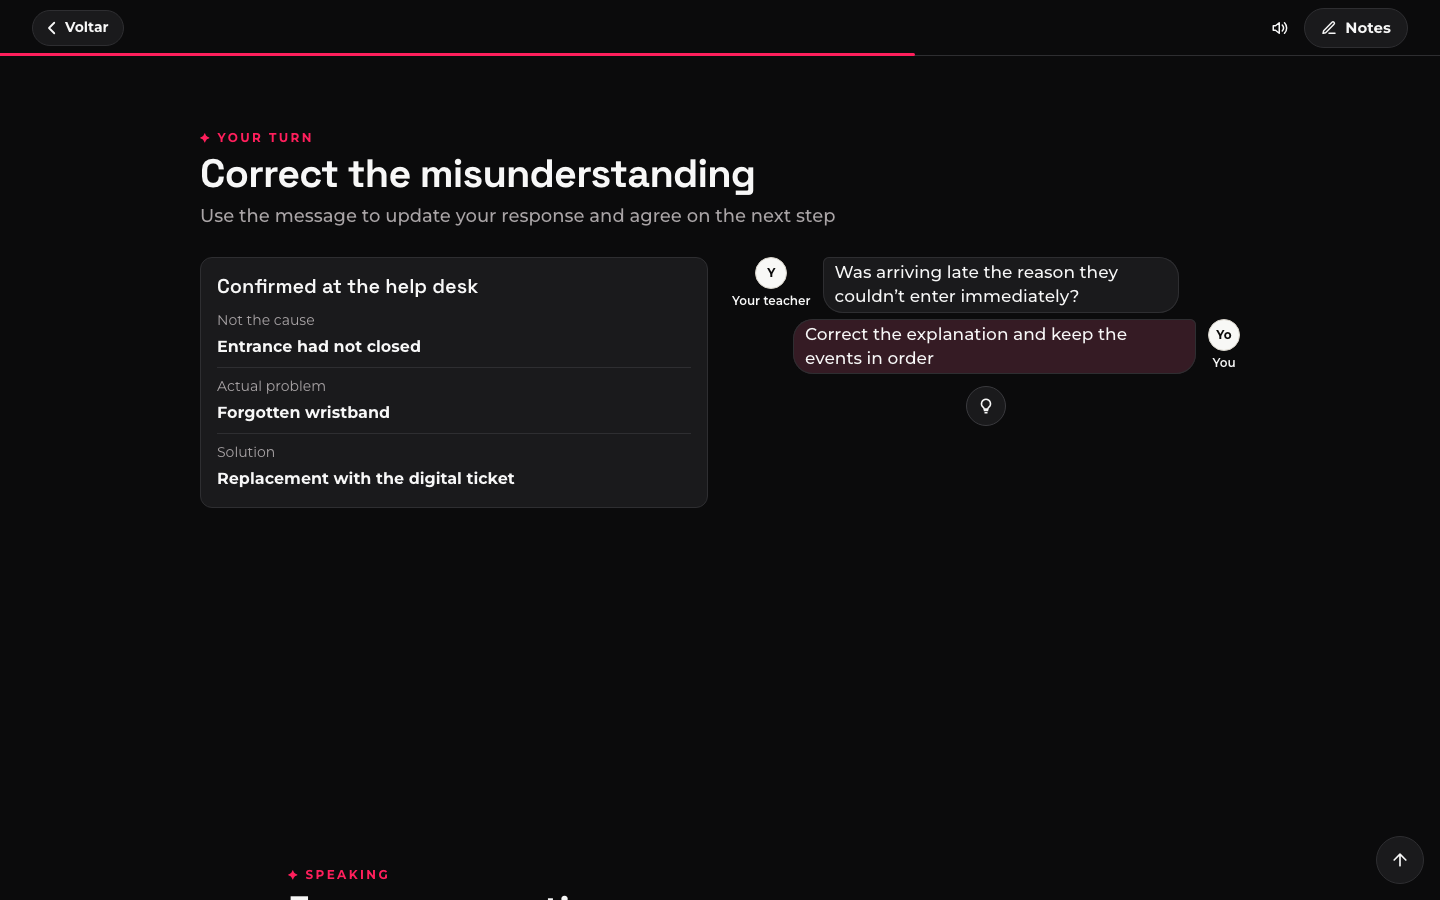 Voltar
Notes
YOUR TURN
Correct the misunderstanding
Use the message to update your response and agree on the next step
Confirmed at the help desk
Not the cause
Entrance had not closed
Actual problem
Forgotten wristband
Solution
Replacement with the digital ticket
Y
Your teacher
Was arriving late the reason they
couldn't enter immediately?
Correct the explanation and keep the
events in order
Yo
You
SPEAKING